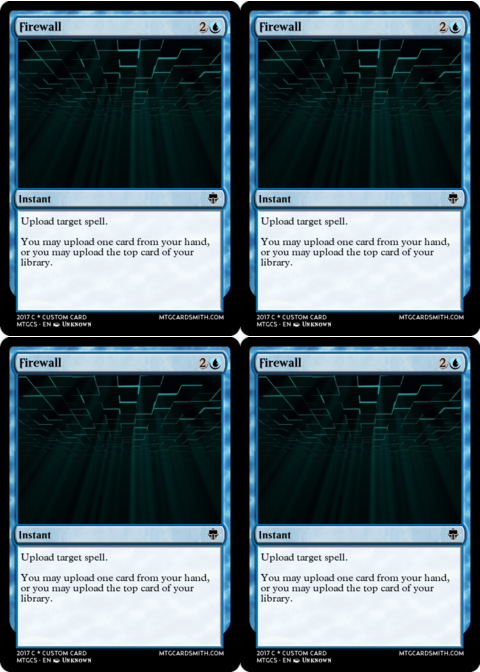 Firewall 2
Instant
Upload target spell.
You may upload one card from your hand,
or you may upload the top card of your
library.
2017 C * CUSTOM CARD MTGCARDSMITH.COM
MTGCS · EN UNKNOWN
Firewall 2
Instant
Upload target spell.
You may upload one card from your hand,
or you may upload the top card of your
library.
2017 C * CUSTOM CARD MTGCARDSMITH.COM
MTGCS · EN UNKNOWN
Firewall 2
Instant
Upload target spell.
You may upload one card from your hand,
or you may upload the top card of your
library.
2017 C * CUSTOM CARD MTGCARDSMITH.COM
MTGCS · EN UNKNOWN
Firewall 2
Instant
Upload target spell.
You may upload one card from your hand,
or you may upload the top card of your
library.
2017 C * CUSTOM CARD MTGCARDSMITH.COM
MTGCS · EN UNKNOWN